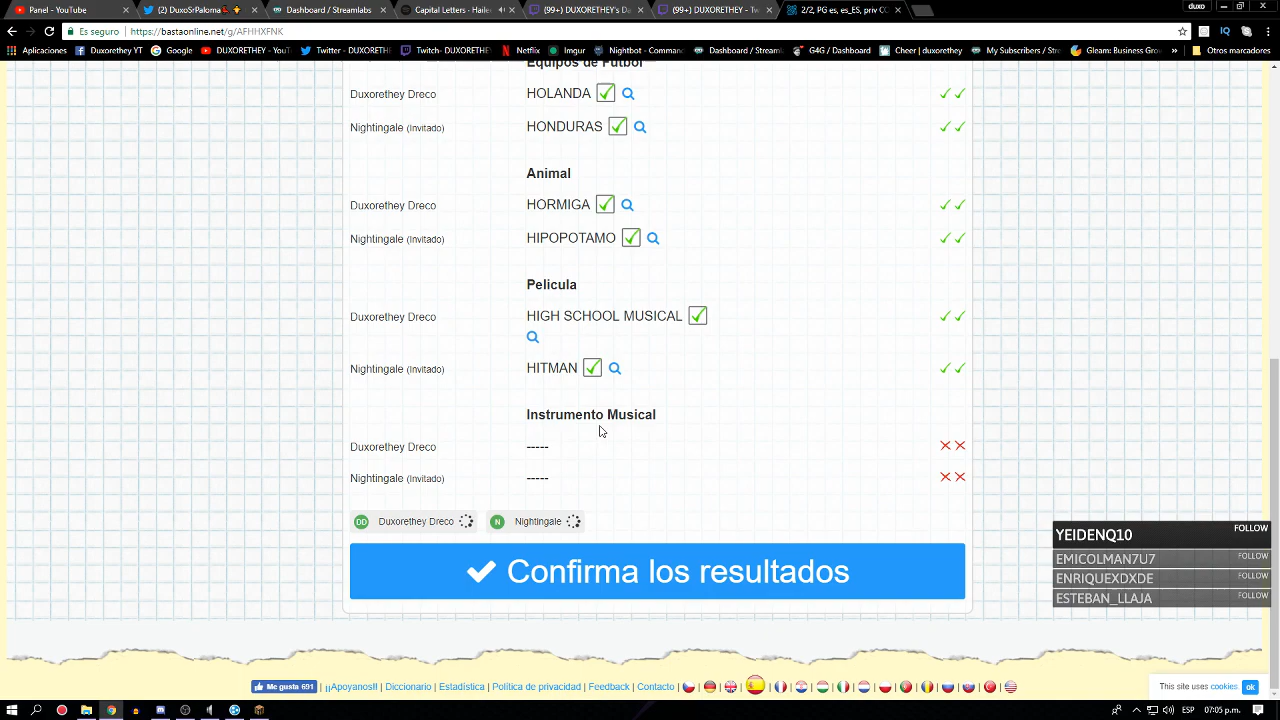 Panel - YouTube
(2) DuxoSrPaloma
Dashboard / Streamlabs
Capital Letters - Hailee
(99+) DUXORETHEY's D
(99+) DUXORETHEY - Tw
2/2, PG es, es_ES, priv CC
duxo
Es seguro
https://bastaonline.net/g/AFHHXFNK
Aplicaciones
Duxorethey YT
Google
DUXORETHEY - YouT
Twitter - DUXORETHE
Twitch- DUXORETHEY
Netflix
Imgur
Nightbot - Comman
Dashboard / Stream
G4G / Dashboard
Cheer | duxorethey
My Subscribers / Str
Gleam: Business Grow
Otros marcadores
Equipos de Futbol
Duxorethey Dreco HOLANDA
Nightingale (Invitado) HONDURAS
Animal
Duxorethey Dreco HORMIGA
Nightingale (Invitado) HIPOPOTAMO
Pelicula
Duxorethey Dreco HIGH SCHOOL MUSICAL
Nightingale (Invitado) HITMAN
Instrumento Musical
Duxorethey Dreco -----
Nightingale (Invitado) -----
DD Duxorethey Dreco N Nightingale
Confirma los resultados
YEIDENQ10 FOLLOW
EMICOLMAN7U7 FOLLOW
ENRIQUEXDXDE FOLLOW
ESTEBAN_LLAJA FOLLOW
Me gusta 691 | ¡¡Apoyanos!! | Diccionario | Estadística | Política de privacidad | Feedback | Contacto |
This site uses cookies ok
ESP 07:05 p. m.